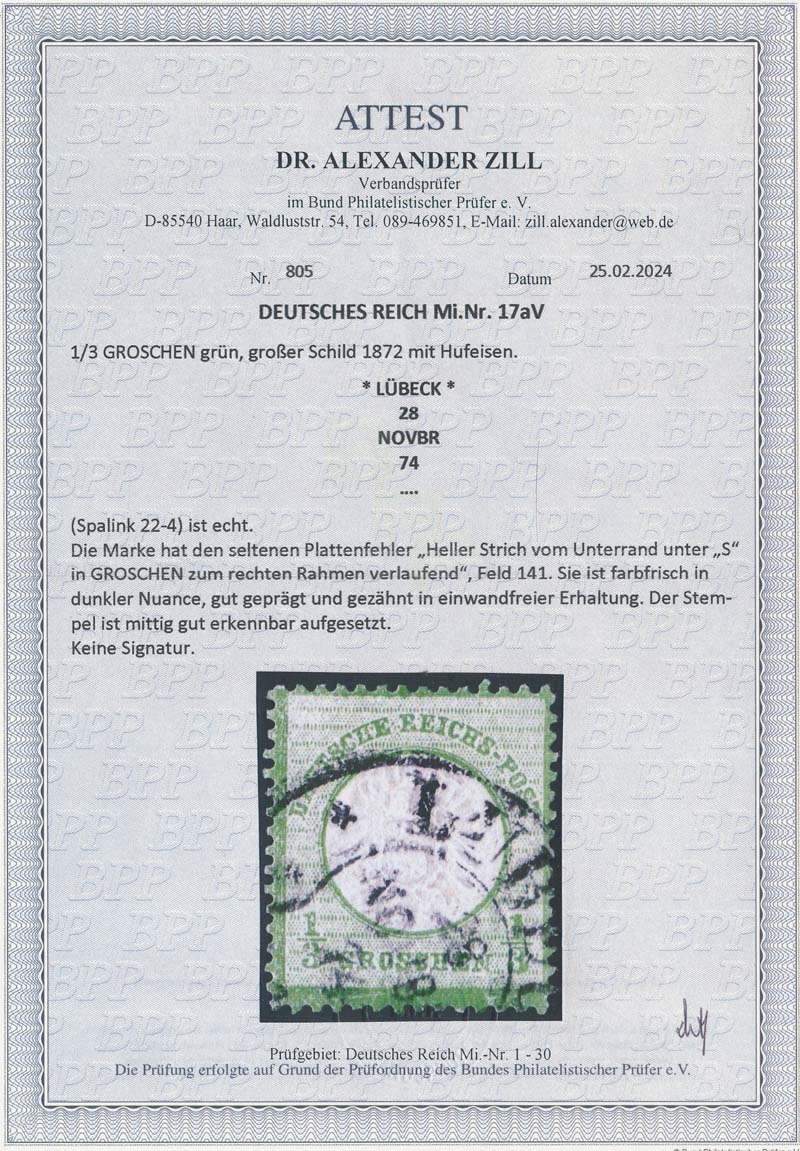 ATTEST
DR. ALEXANDER ZILL
Verbandsprüfer
im Bund Philatelistischer Prüfer e. V.
D-85540 Haar, Waldluststr. 54, Tel. 089-469851, E-Mail: zill.alexander@web.de
Nr. 805 Datum 25.02.2024
DEUTSCHES REICH Mi.Nr. 17aV
1/3 GROSCHEN grün, großer Schild 1872 mit Hufeisen.
* LÜBECK *
28
NOVBR
74
....
(Spalink 22-4) ist echt.
Die Marke hat den seltenen Plattenfehler „Heller Strich vom Unterrand unter „S“
in GROSCHEN zum rechten Rahmen verlaufend“, Feld 141. Sie ist farbfrisch in
dunkler Nuance, gut geprägt und gezähnt in einwandfreier Erhaltung. Der Stem-
pel ist mittig gut erkennbar aufgesetzt.
Keine Signatur.
DEUTSCHE REICHS-POST
1/3 GROSCHEN 1/3
Prüfgebiet: Deutsches Reich Mi.-Nr. 1 - 30
Die Prüfung erfolgte auf Grund der Prüfordnung des Bundes Philatelistischer Prüfer e.V.